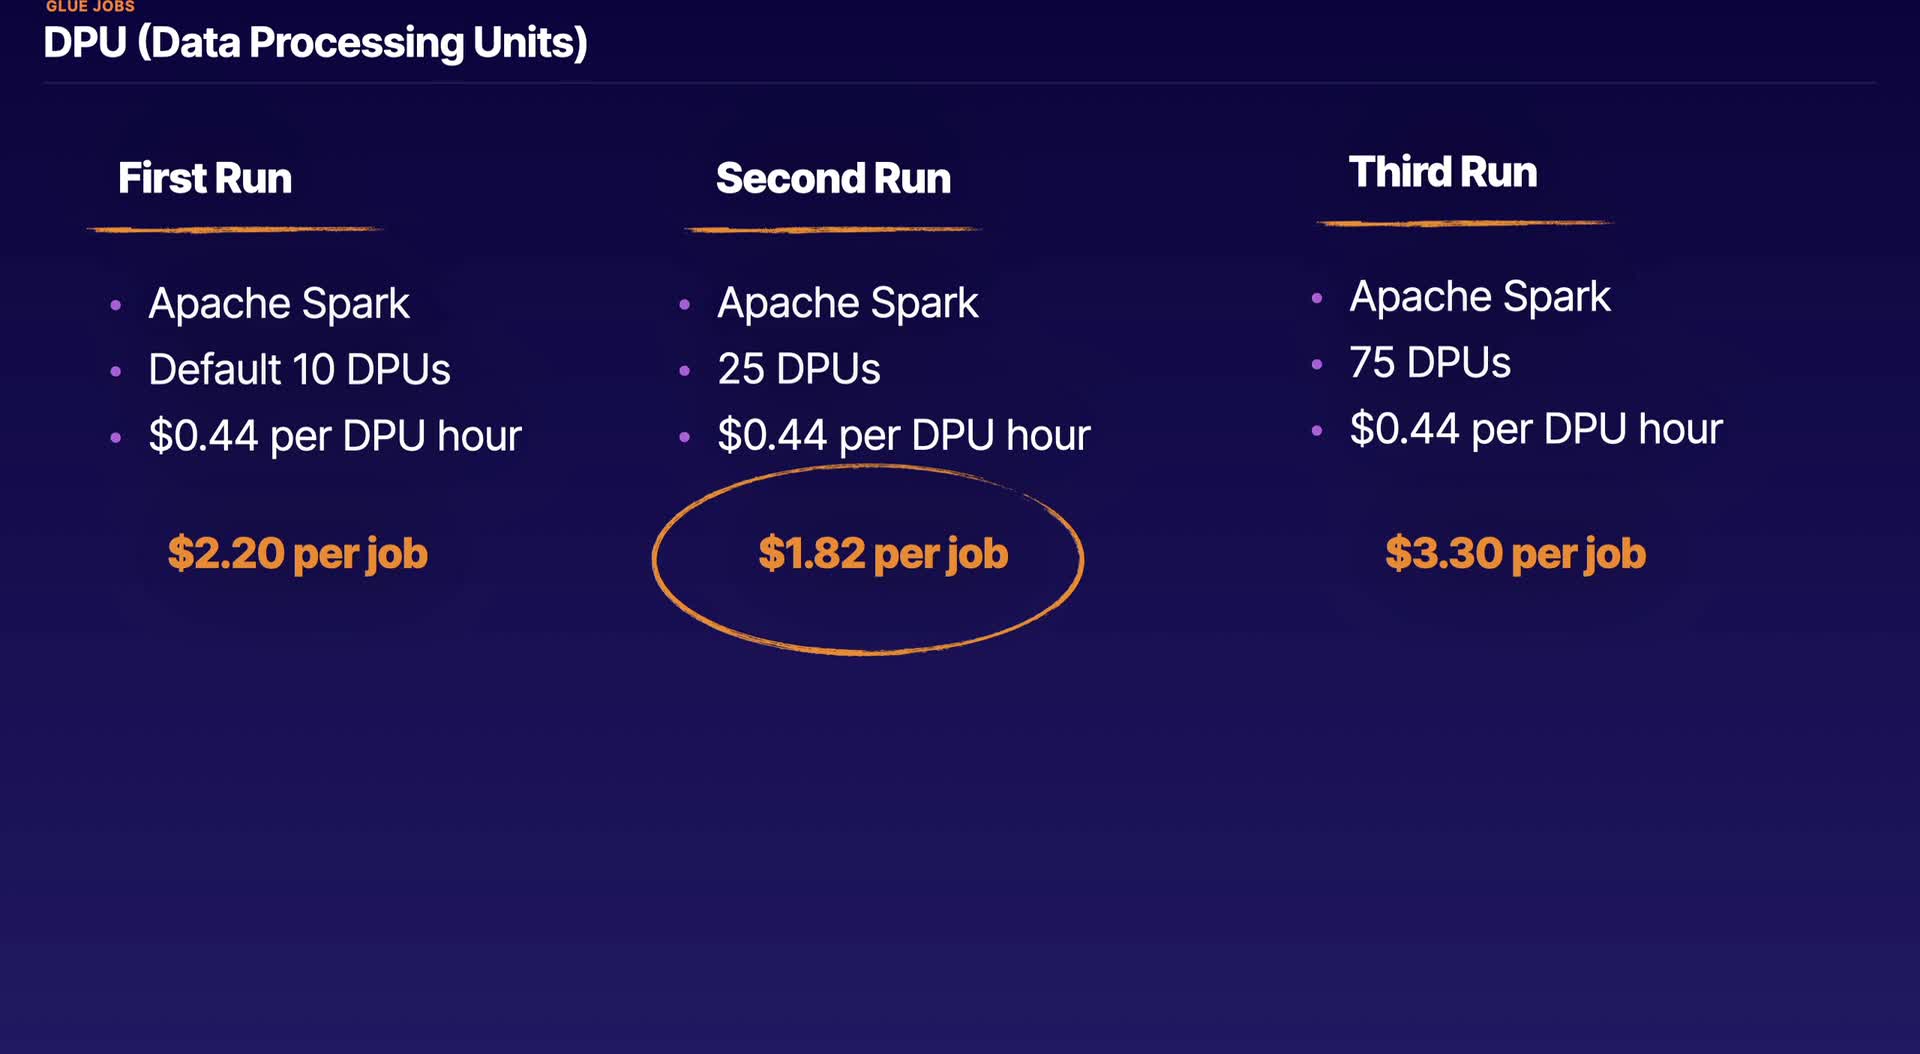 GLUE JOBS
DPU (Data Processing Units)
First Run
Apache Spark
Default 10 DPUs
$0.44 per DPU hour
$2.20 per job
Second Run
Apache Spark
25 DPUs
$0.44 per DPU hour
$1.82 per job
Third Run
Apache Spark
75 DPUs
$0.44 per DPU hour
$3.30 per job